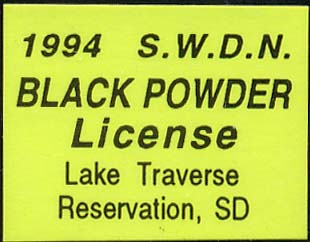 1994 S.W.D.N.
BLACK POWDER
License
Lake Traverse
Reservation, SD